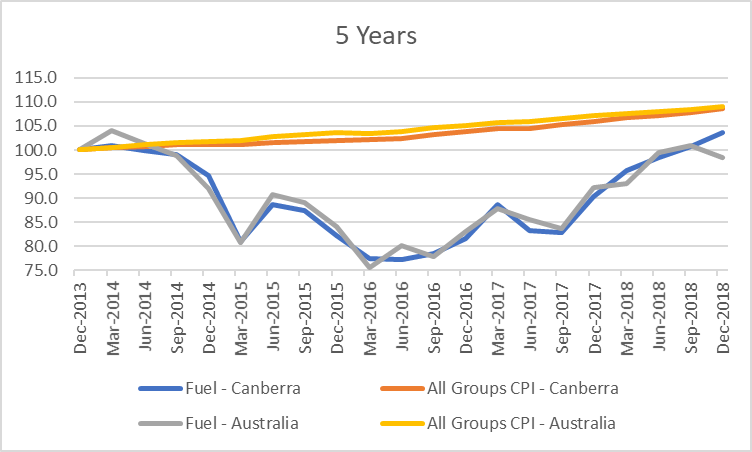 5 Years
115.0
110.0
105.0
100.0
95.0
90.0
85.0
80.0
75.0
Dec-2013
Mar-2014
Jun-2014
Sep-2014
Dec-2014
Mar-2015
Jun-2015
Sep-2015
Dec-2015
Mar-2016
Jun-2016
Sep-2016
Dec-2016
Mar-2017
Jun-2017
Sep-2017
Dec-2017
Mar-2018
Jun-2018
Sep-2018
Dec-2018
Fuel - Canberra
All Groups CPI - Canberra
Fuel - Australia
All Groups CPI - Australia